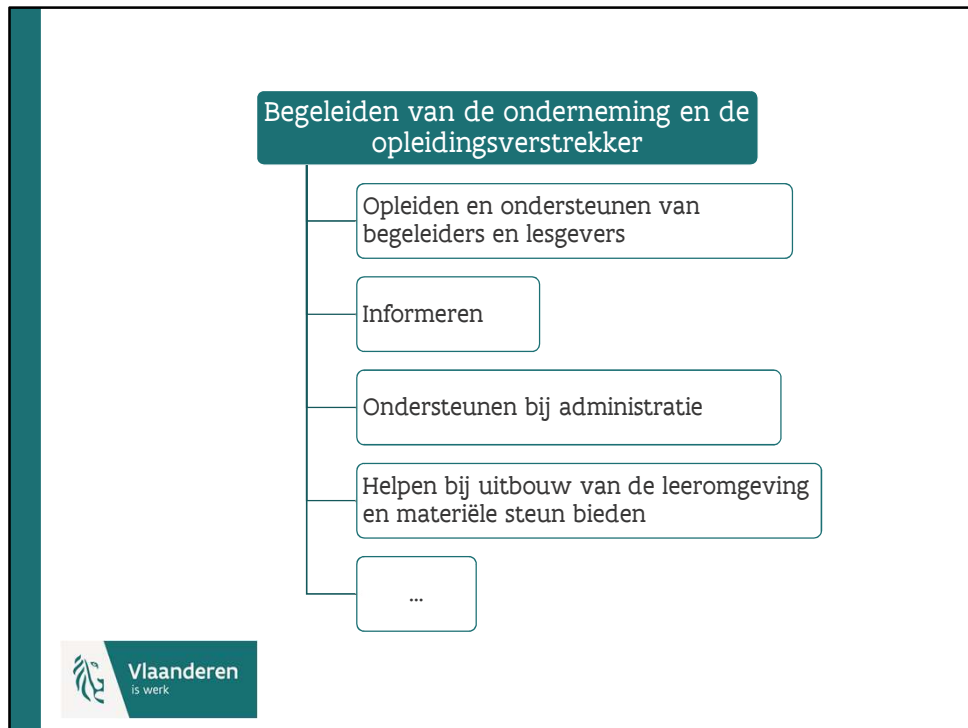 Begeleiden van de onderneming en de
opleidingsverstrekker
Opleiden en ondersteunen van
begeleiders en lesgevers
Informeren
Ondersteunen bij administratie
Helpen bij uitbouw van de leeromgeving
en materiële steun bieden
...
Vlaanderen
is werk